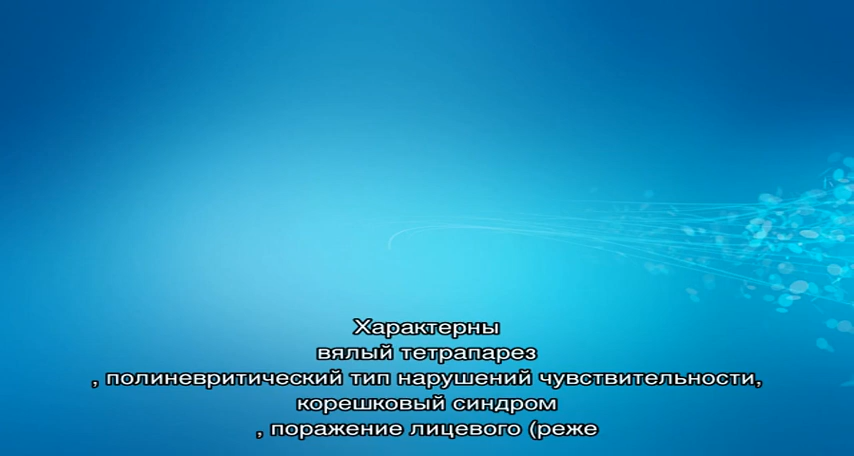 Характерны
вялый тетрапарез
, полиневритический тип нарушений чувствительности,
корешковый синдром
, поражение лицевого (реже